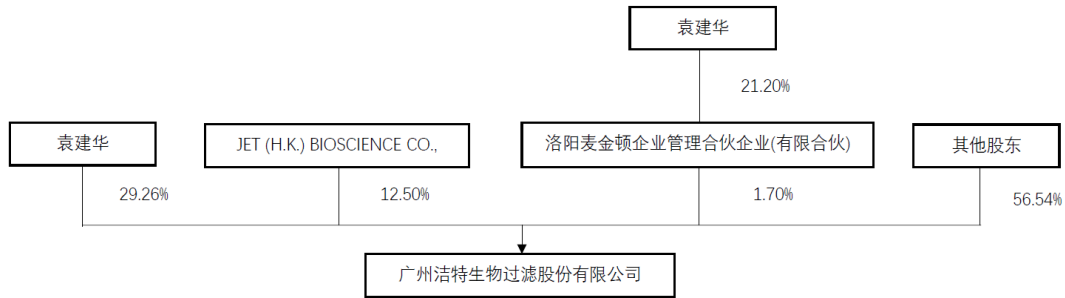 袁建华
21.20%
袁建华
JET (H.K.) BIOSCIENCE CO.,
洛阳麦金顿企业管理合伙企业(有限合伙)
其他股东
29.26%
12.50%
1.70%
56.54%
广州洁特生物过滤股份有限公司